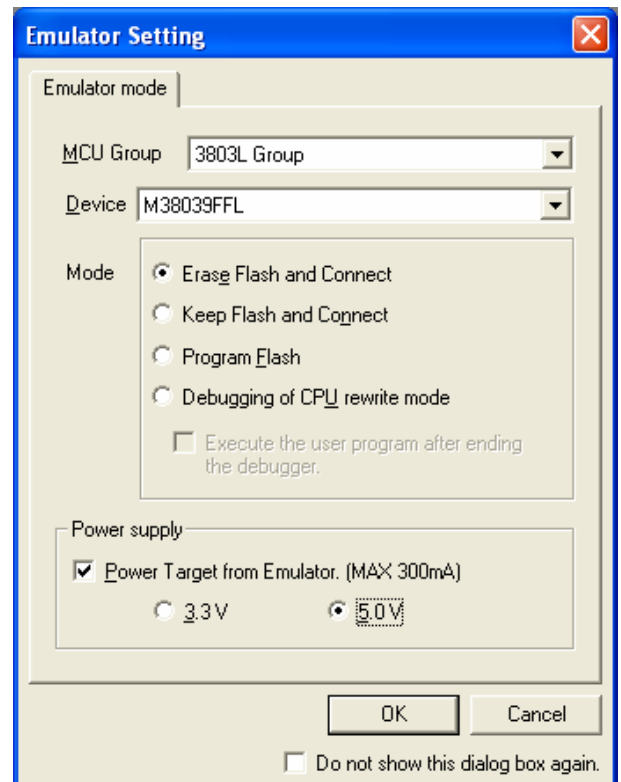 Emulator Setting
Emulator mode
MCU Group 3803L Group
Device M38039FFL
Mode Erase Flash and Connect
Keep Flash and Connect
Program Flash
Debugging of CPU rewrite mode
Execute the user program after ending
the debugger.
Power supply
Power Target from Emulator. (MAX 300mA)
3.3 V 5.0 V
OK Cancel
Do not show this dialog box again.